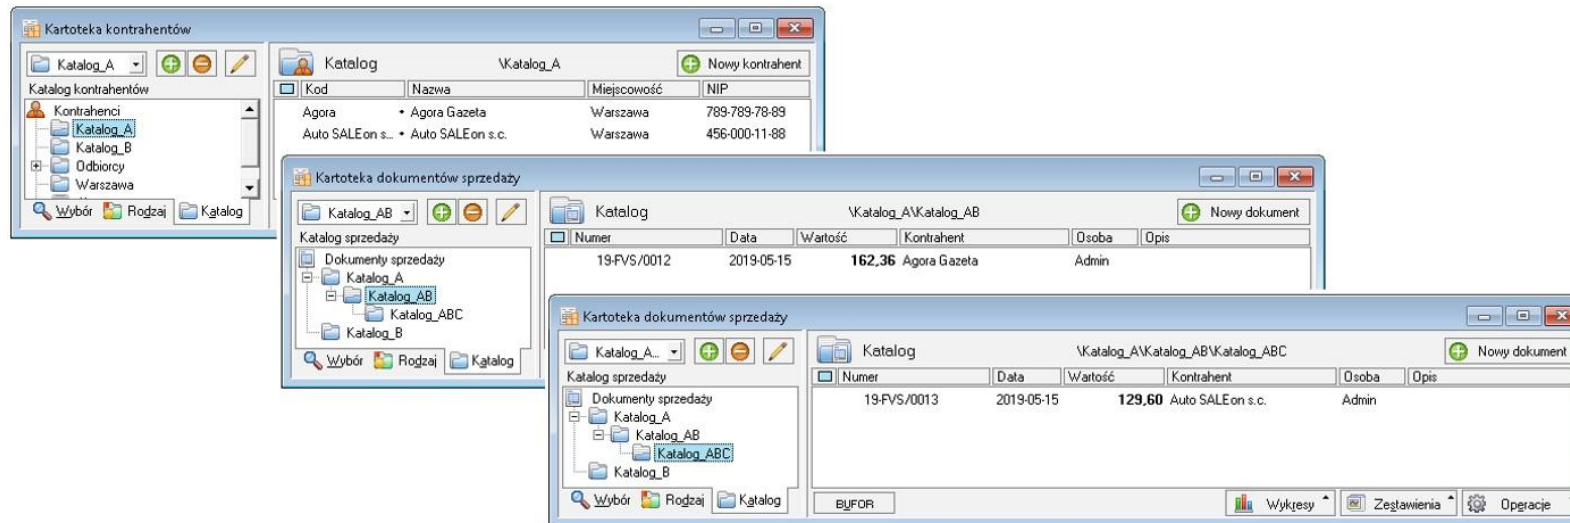 Kartoteka kontrahentów
Katalog_A
Katalog \Katalog_A Nowy kontrahent
Katalog kontrahentów
Kod Nazwa Miejscowość NIP
Kontrahenci
Katalog_A
Katalog_B
Odbiorcy
Warszawa
Agora • Agora Gazeta Warszawa 789-789-78-89
Auto SALEon s... • Auto SALEon s.c. Warszawa 456-000-11-88
Wybór Rodzaj Katalog
Kartoteka dokumentów sprzedaży
Katalog_AB
Katalog \Katalog_A\Katalog_AB Nowy dokument
Katalog sprzedaży
Numer Data Wartość Kontrahent Osoba Opis
Dokumenty sprzedaży
Katalog_A
Katalog_AB
Katalog_ABC
Katalog_B
19-FVS/0012 2019-05-15 162,36 Agora Gazeta Admin
Wybór Rodzaj Katalog
Kartoteka dokumentów sprzedaży
Katalog_A...
Katalog \Katalog_A\Katalog_AB\Katalog_ABC Nowy dokument
Katalog sprzedaży
Numer Data Wartość Kontrahent Osoba Opis
Dokumenty sprzedaży
Katalog_A
Katalog_AB
Katalog_ABC
Katalog_B
19-FVS/0013 2019-05-15 129,60 Auto SALEon s.c. Admin
Wybór Rodzaj Katalog
BUFOR Wykresy Zestawienia Operacje